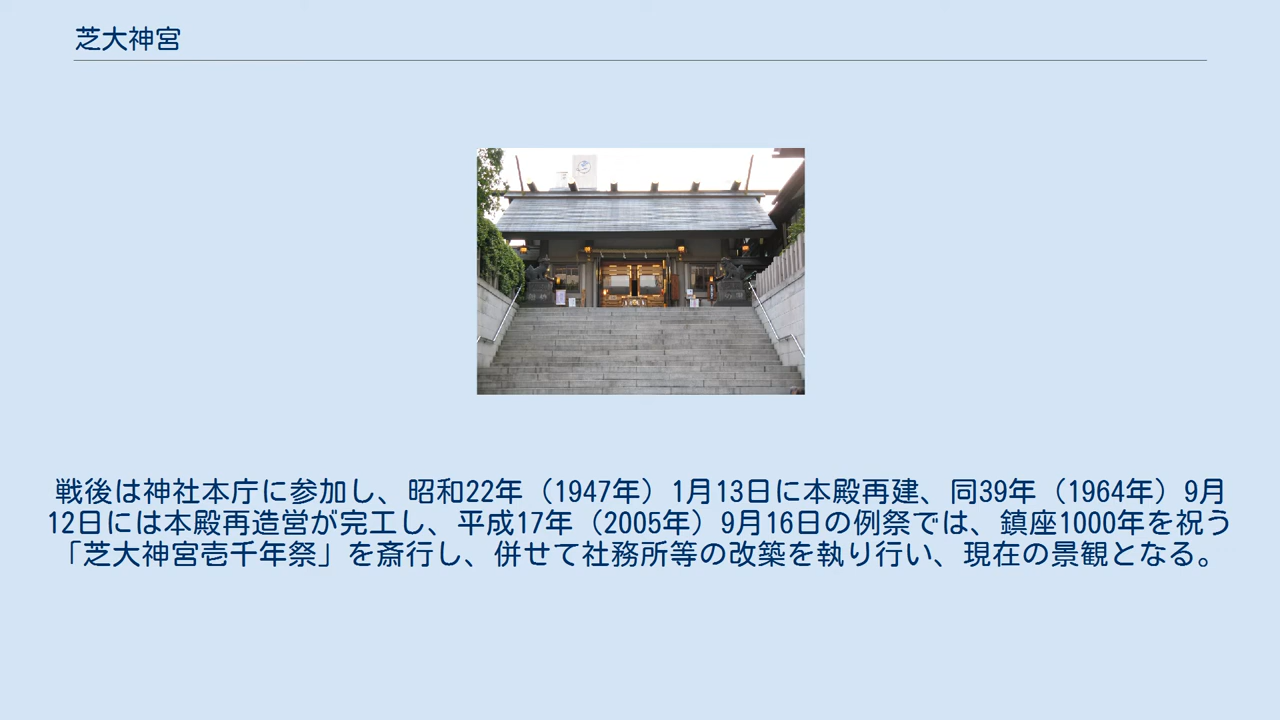 芝大神宮
戦後は神社本庁に参加し、昭和22年（1947年）1月13日に本殿再建、同39年（1964年）9月
12日には本殿再造営が完工し、平成17年（2005年）9月16日の例祭では、鎮座1000年を祝う
「芝大神宮壱千年祭」を斎行し、併せて社務所等の改築を執り行い、現在の景観となる。